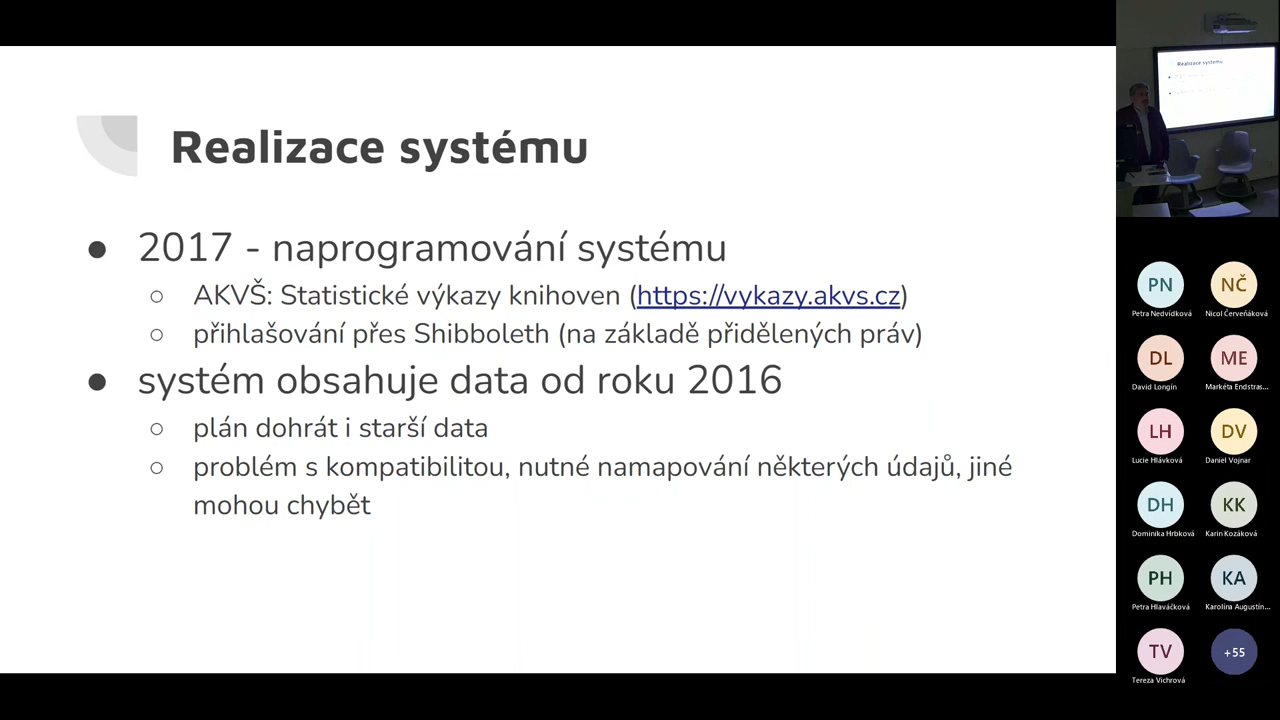 Realizace systému
● 2017 - naprogramování systému
○ AKVŠ: Statistické výkazy knihoven (https://vykazy.akvs.cz)
○ přihlašování přes Shibboleth (na základě přidělených práv)
● systém obsahuje data od roku 2016
○ plán dohrát i starší data
○ problém s kompatibilitou, nutné namapování některých údajů, jiné
mohou chybět
Realizace systému
PN
NČ
Petra Nedvídková
Nicol Červeňáková
DL
ME
David Longin
Markéta Endstras...
LH
DV
Lucie Hlávková
Daniel Vojnar
DH
KK
Dominika Hrbková
Karin Kozáková
PH
KA
Petra Hlaváčková
Karolína Augustín...
TV
+55
Tereza Vichrová